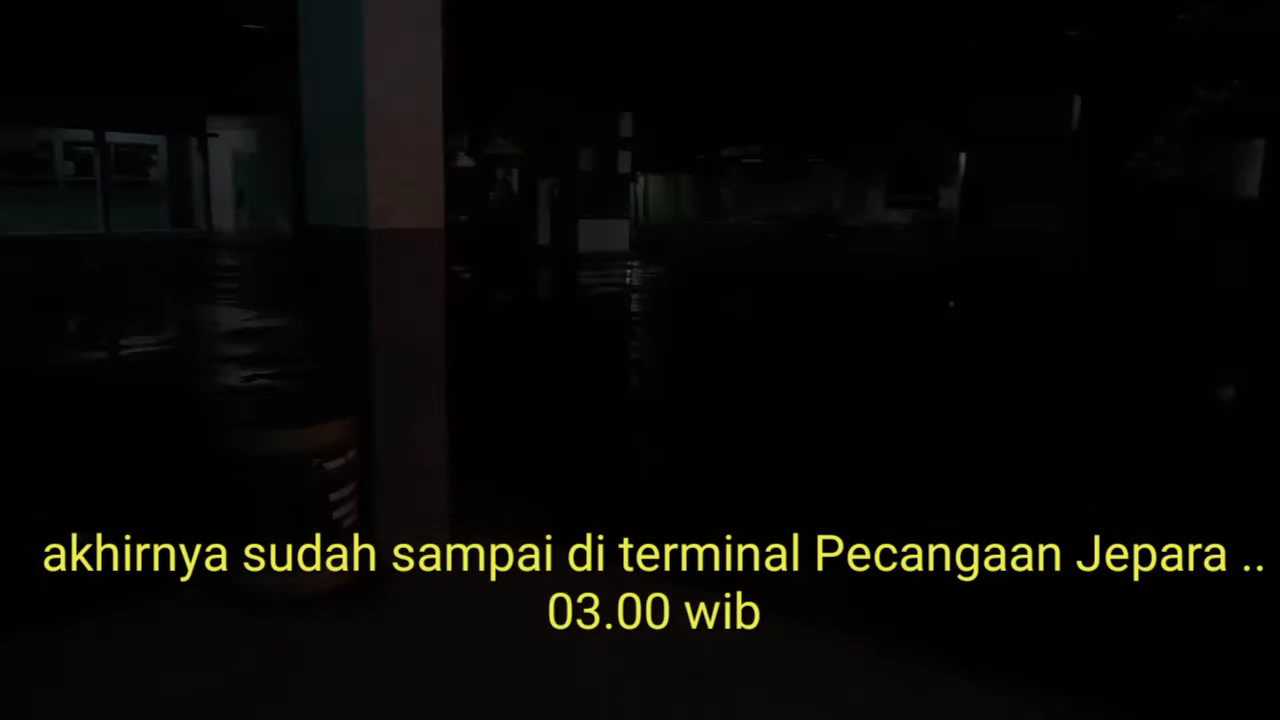 akhirnya sudah sampai di terminal Pecangaan Jepara ..
03.00 wib